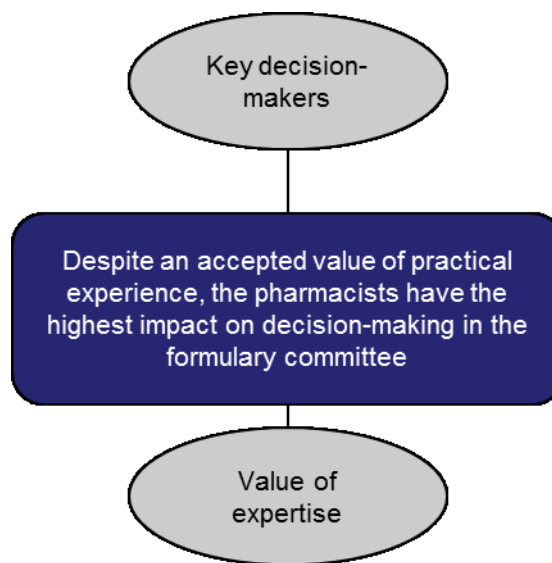 Key decision-
makers
Despite an accepted value of practical
experience, the pharmacists have the
highest impact on decision-making in the
formulary committee
Value of
expertise